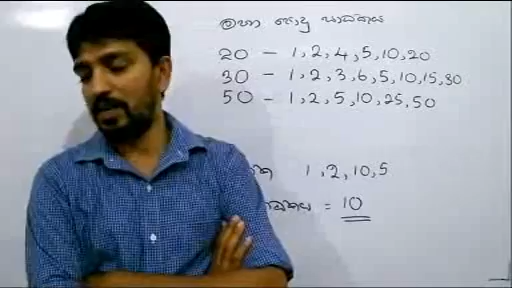 මහා පොදු සාධකය
20 - 1, 2, 4, 5, 10, 20
30 - 1, 2, 3, 6, 5, 10, 15, 30
50 - 1, 2, 5, 10, 25, 50
1, 2, 10, 5
= 10